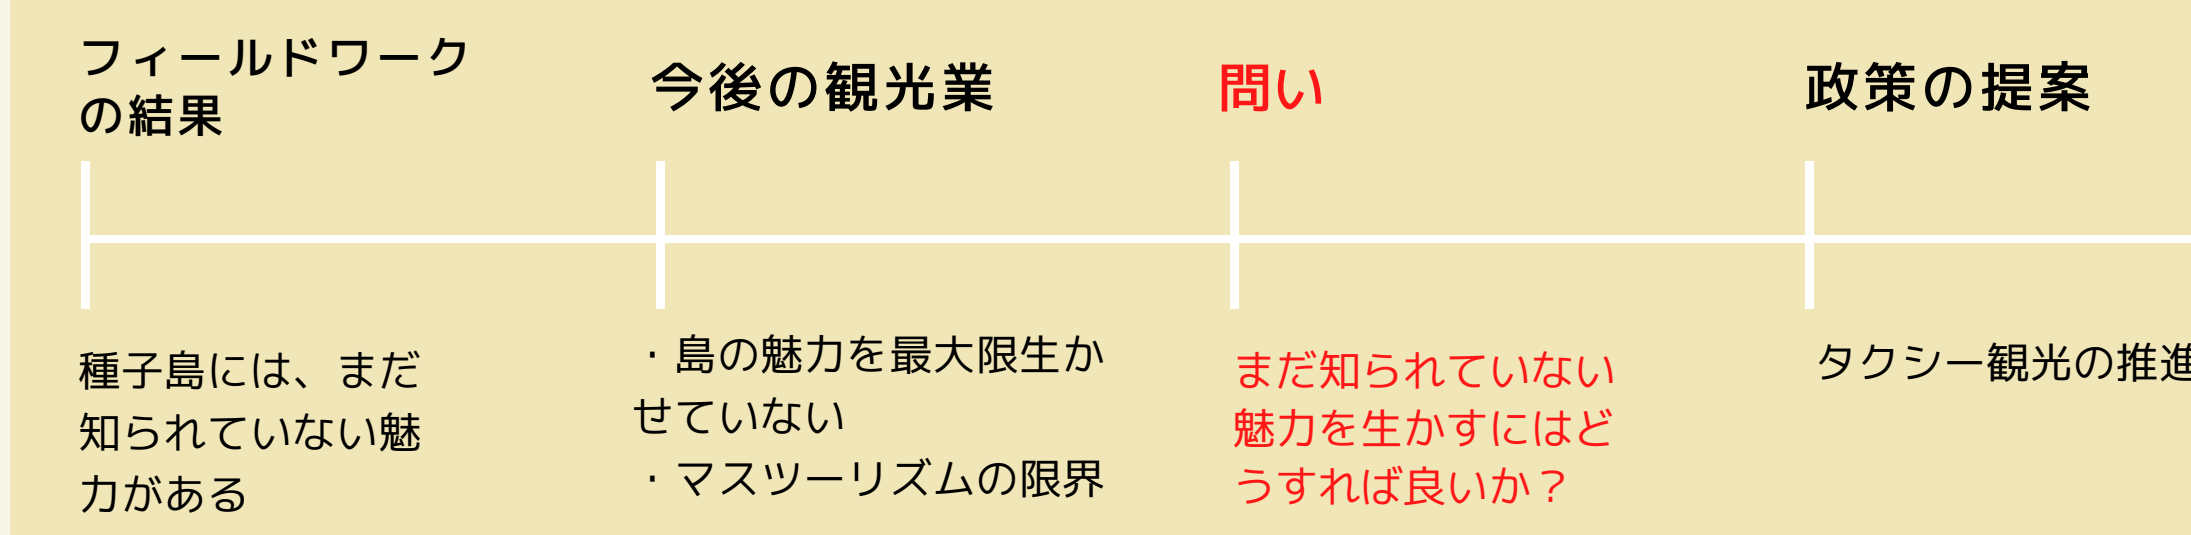 フィールドワーク
の結果
今後の観光業
問い
政策の提案
種子島には、まだ
知られていない魅
力がある
・島の魅力を最大限生か
せていない
・マスツーリズムの限界
まだ知られていない
魅力を生かすにはど
うすれば良いか？
タクシー観光の推進